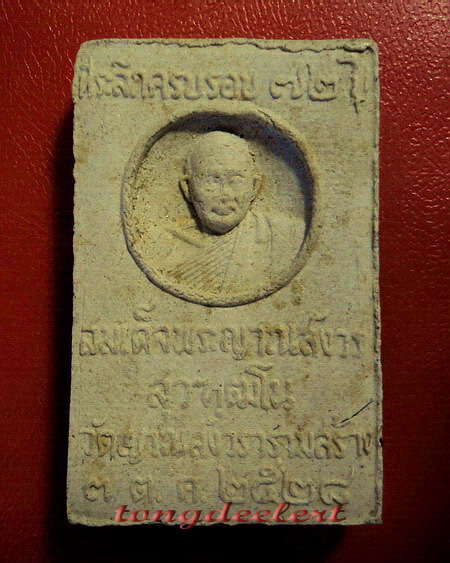 ที่ระลึกครบรอบ ๗๒ ปี
สมเด็จพระญาณสังวร
สุวฑฺฒโน
วัดญาณสังวรารามสร้าง
๓ ต. ค. ๒๕๒๘
tongdeelert